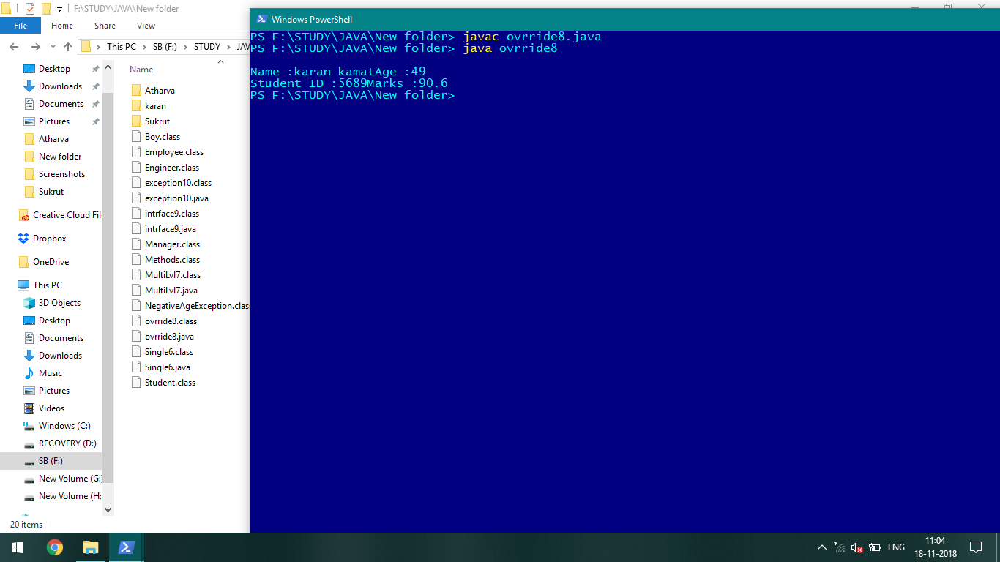 F:\STUDY\JAVA\New folder
File Home Share View
This PC SB (F:) STUDY
Desktop
Downloads
Documents
Pictures
Atharva
New folder
Screenshots
Sukrut
Creative Cloud Fil
Dropbox
OneDrive
This PC
3D Objects
Desktop
Documents
Downloads
Music
Pictures
Videos
Windows (C:)
RECOVERY (D:)
SB (F:)
New Volume (G:
New Volume (H:
Name
Atharva
karan
Sukrut
Boy.class
Employee.class
Engineer.class
exception10.class
exception10.java
intrface9.class
intrface9.java
Manager.class
Methods.class
MultiLvl7.class
MultiLvl7.java
NegativeAgeException.clas
ovrride8.class
ovrride8.java
Single6.class
Single6.java
Student.class
20 items
Windows PowerShell
PS F:\STUDY\JAVA\New folder> javac ovrride8.java
PS F:\STUDY\JAVA\New folder> java ovrride8
Name :karan kamatAge :49
Student ID :5689Marks :90.6
PS F:\STUDY\JAVA\New folder>
ENG
11:04
18-11-2018